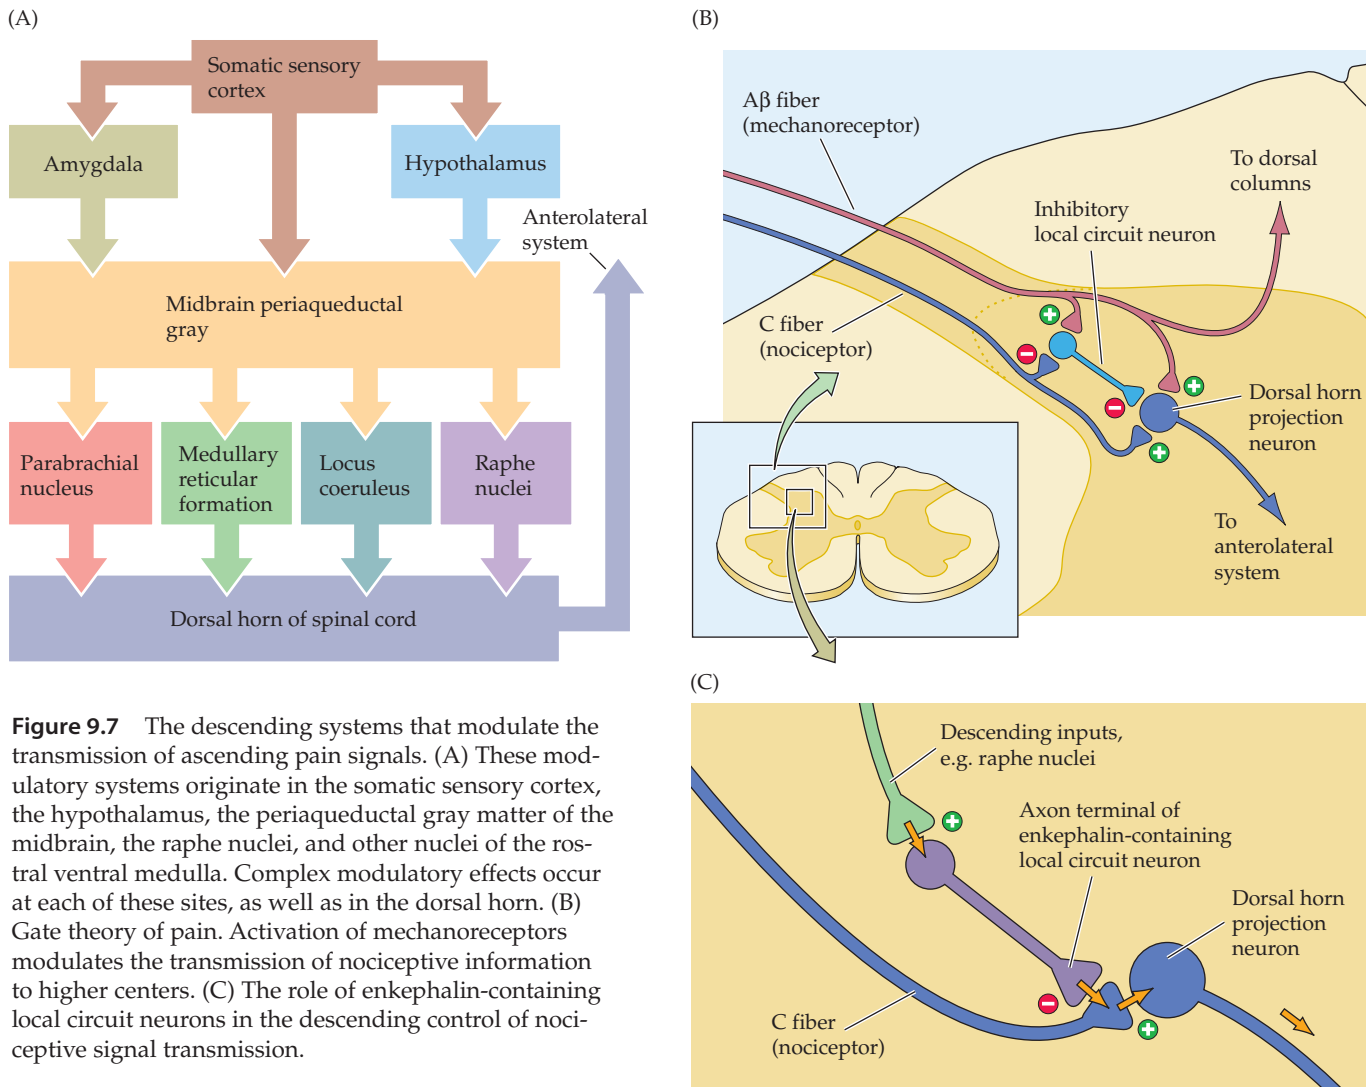 (A)
Somatic sensory
cortex
Amygdala
Hypothalamus
Anterolateral
system
Midbrain periaqueductal
gray
Parabrachial
nucleus
Medullary
reticular
formation
Locus
coeruleus
Raphe
nuclei
Dorsal horn of spinal cord
(B)
Aβ fiber
(mechanoreceptor)
To dorsal
columns
Inhibitory
local circuit neuron
C fiber
(nociceptor)
+
−
−
+
+
Dorsal horn
projection
neuron
To
anterolateral
system
Figure 9.7 The descending systems that modulate the
transmission of ascending pain signals. (A) These mod-
ulatory systems originate in the somatic sensory cortex,
the hypothalamus, the periaqueductal gray matter of the
midbrain, the raphe nuclei, and other nuclei of the ros-
tral ventral medulla. Complex modulatory effects occur
at each of these sites, as well as in the dorsal horn. (B)
Gate theory of pain. Activation of mechanoreceptors
modulates the transmission of nociceptive information
to higher centers. (C) The role of enkephalin-containing
local circuit neurons in the descending control of noci-
ceptive signal transmission.
(C)
Descending inputs,
e.g. raphe nuclei
+
Axon terminal of
enkephalin-containing
local circuit neuron
Dorsal horn
projection
neuron
−
+
C fiber
(nociceptor)